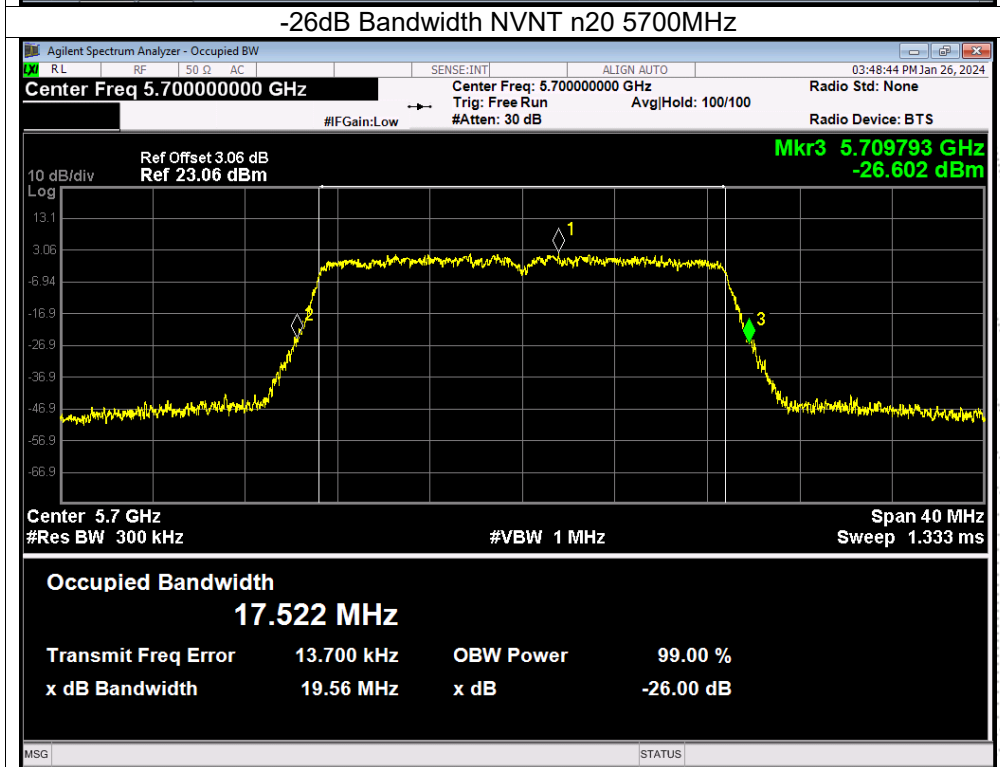 -26dB Bandwidth NVNT n20 5700MHz
Agilent Spectrum Analyzer - Occupied BW
LXI RL RF 50 Ω AC SENSE:INT ALIGN AUTO 03:48:44 PM Jan 26, 2024
Center Freq 5.700000000 GHz Center Freq: 5.700000000 GHz Radio Std: None
Trig: Free Run Avg|Hold: 100/100
#IFGain:Low #Atten: 30 dB Radio Device: BTS
Mkr3 5.709793 GHz
-26.602 dBm
Ref Offset 3.06 dB
10 dB/div Ref 23.06 dBm
Log
13.1
3.06
-6.94
-16.9
-26.9
-36.9
-46.9
-56.9
-66.9
1
2
3
Center 5.7 GHz Span 40 MHz
#Res BW 300 kHz #VBW 1 MHz Sweep 1.333 ms
Occupied Bandwidth
17.522 MHz
Transmit Freq Error 13.700 kHz OBW Power 99.00 %
x dB Bandwidth 19.56 MHz x dB -26.00 dB
MSG STATUS